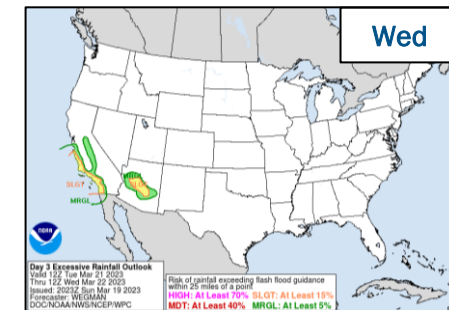 Wed
SLGT
MRGL
MRGL
SLGT
NOAA
Day 3 Excessive Rainfall Outlook
Valid 12Z Tue Mar 21 2023
Thru 12Z Wed Mar 22 2023
Issued: 2023Z Sun Mar 19 2023
Forecaster: WEGMAN
DOC/NOAA/NWS/NCEP/WPC
Risk of rainfall exceeding flash flood guidance
within 25 miles of a point
HIGH: At Least 70% SLGT: At Least 15%
MDT: At Least 40% MRGL: At Least 5%